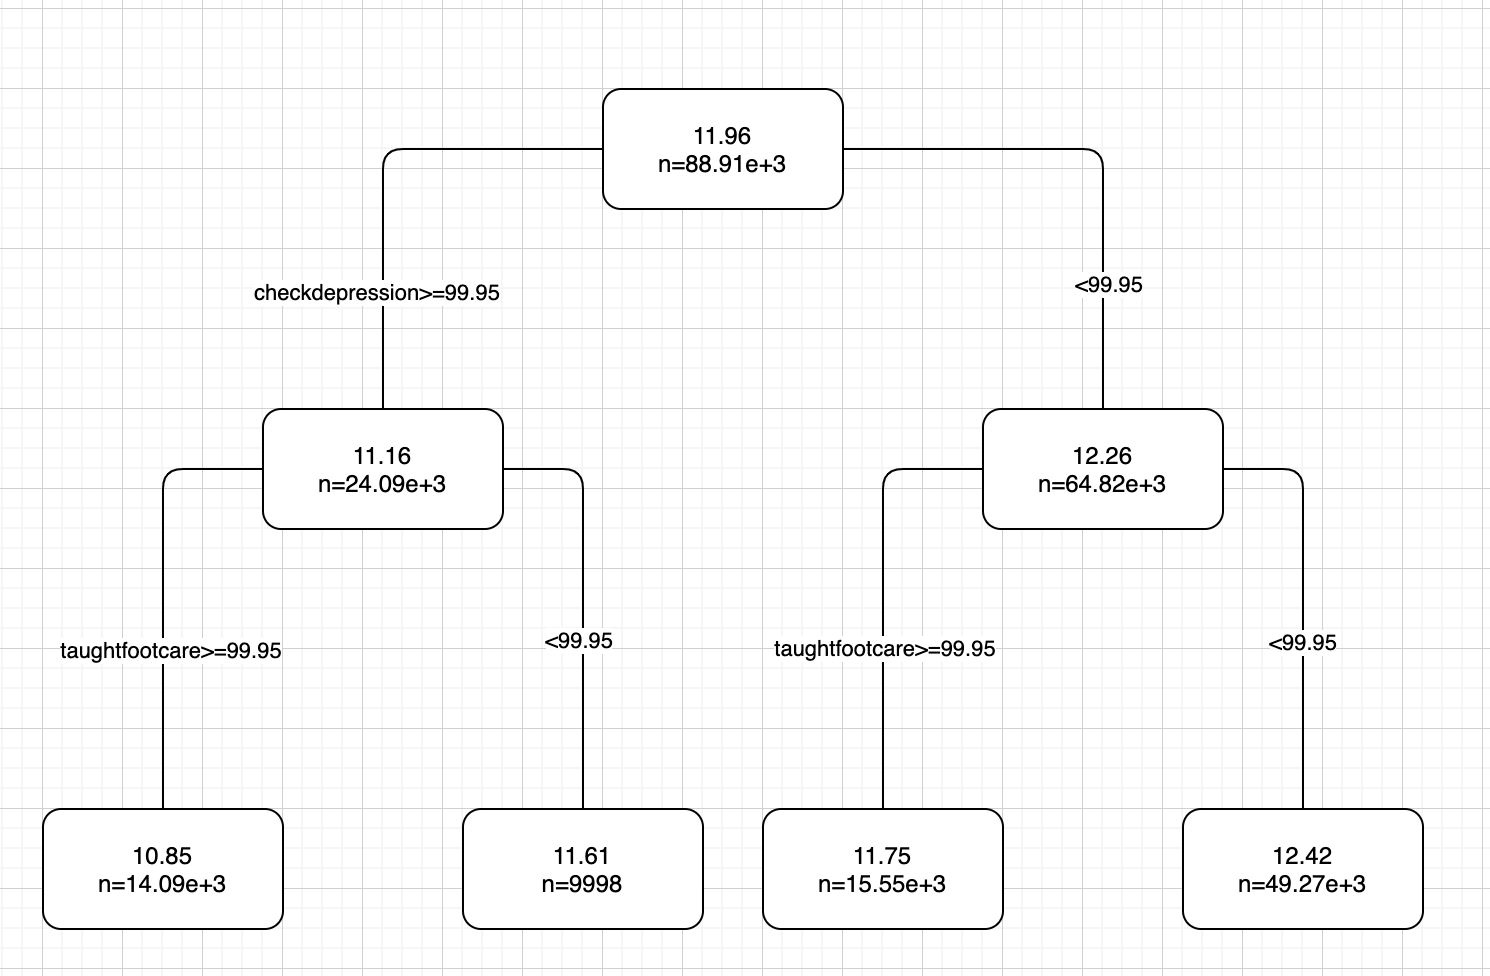 11.96
n=88.91e+3
checkdepression>=99.95
<99.95
11.16
n=24.09e+3
12.26
n=64.82e+3
taughtfootcare>=99.95
<99.95
taughtfootcare>=99.95
<99.95
10.85
n=14.09e+3
11.61
n=9998
11.75
n=15.55e+3
12.42
n=49.27e+3